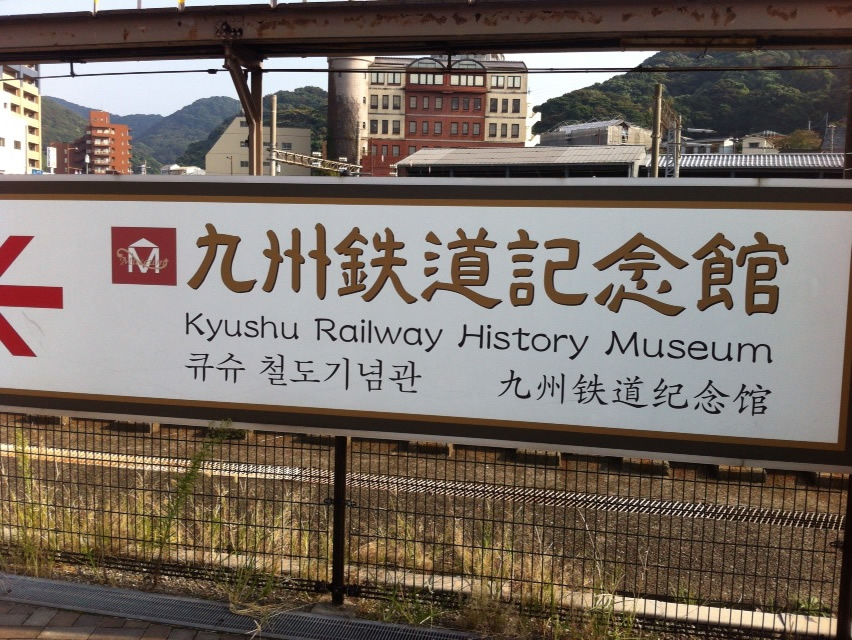 九州鉄道記念館
Kyushu Railway History Museum
큐슈 철도기념관 九州铁道纪念馆